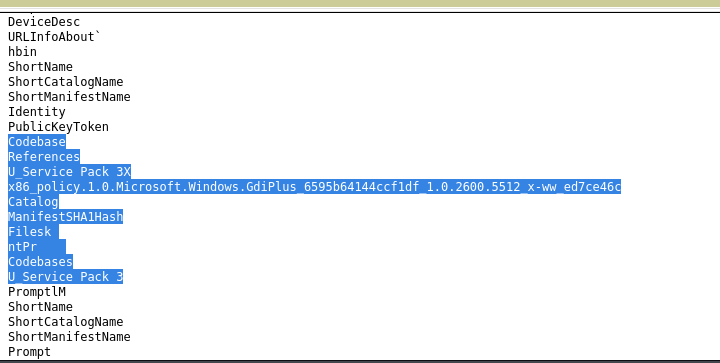 DeviceDesc
URLInfoAbout`
hbin
ShortName
ShortCatalogName
ShortManifestName
Identity
PublicKeyToken
Codebase
References
U_Service Pack 3X
x86_policy.1.0.Microsoft.Windows.GdiPlus_6595b64144ccf1df_1.0.2600.5512_x-ww_ed7ce46c
Catalog
ManifestSHA1Hash
Filesk
ntPr
Codebases
U_Service Pack 3
PromptlM
ShortName
ShortCatalogName
ShortManifestName
Prompt